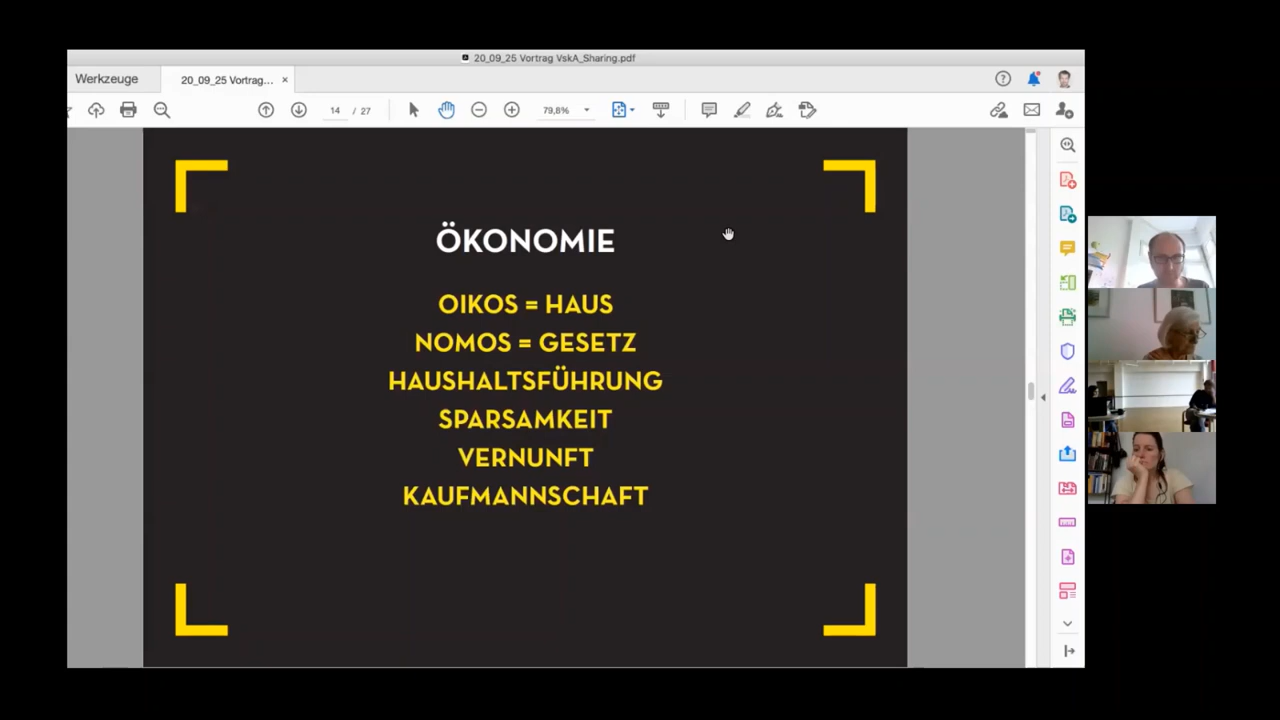 20_09_25 Vortrag VskA_Sharing.pdf
Werkzeuge
20_09_25 Vortrag... ×
14 / 27
79,8%
ÖKONOMIE
OIKOS = HAUS
NOMOS = GESETZ
HAUSHALTSFÜHRUNG
SPARSAMKEIT
VERNUNFT
KAUFMANNSCHAFT